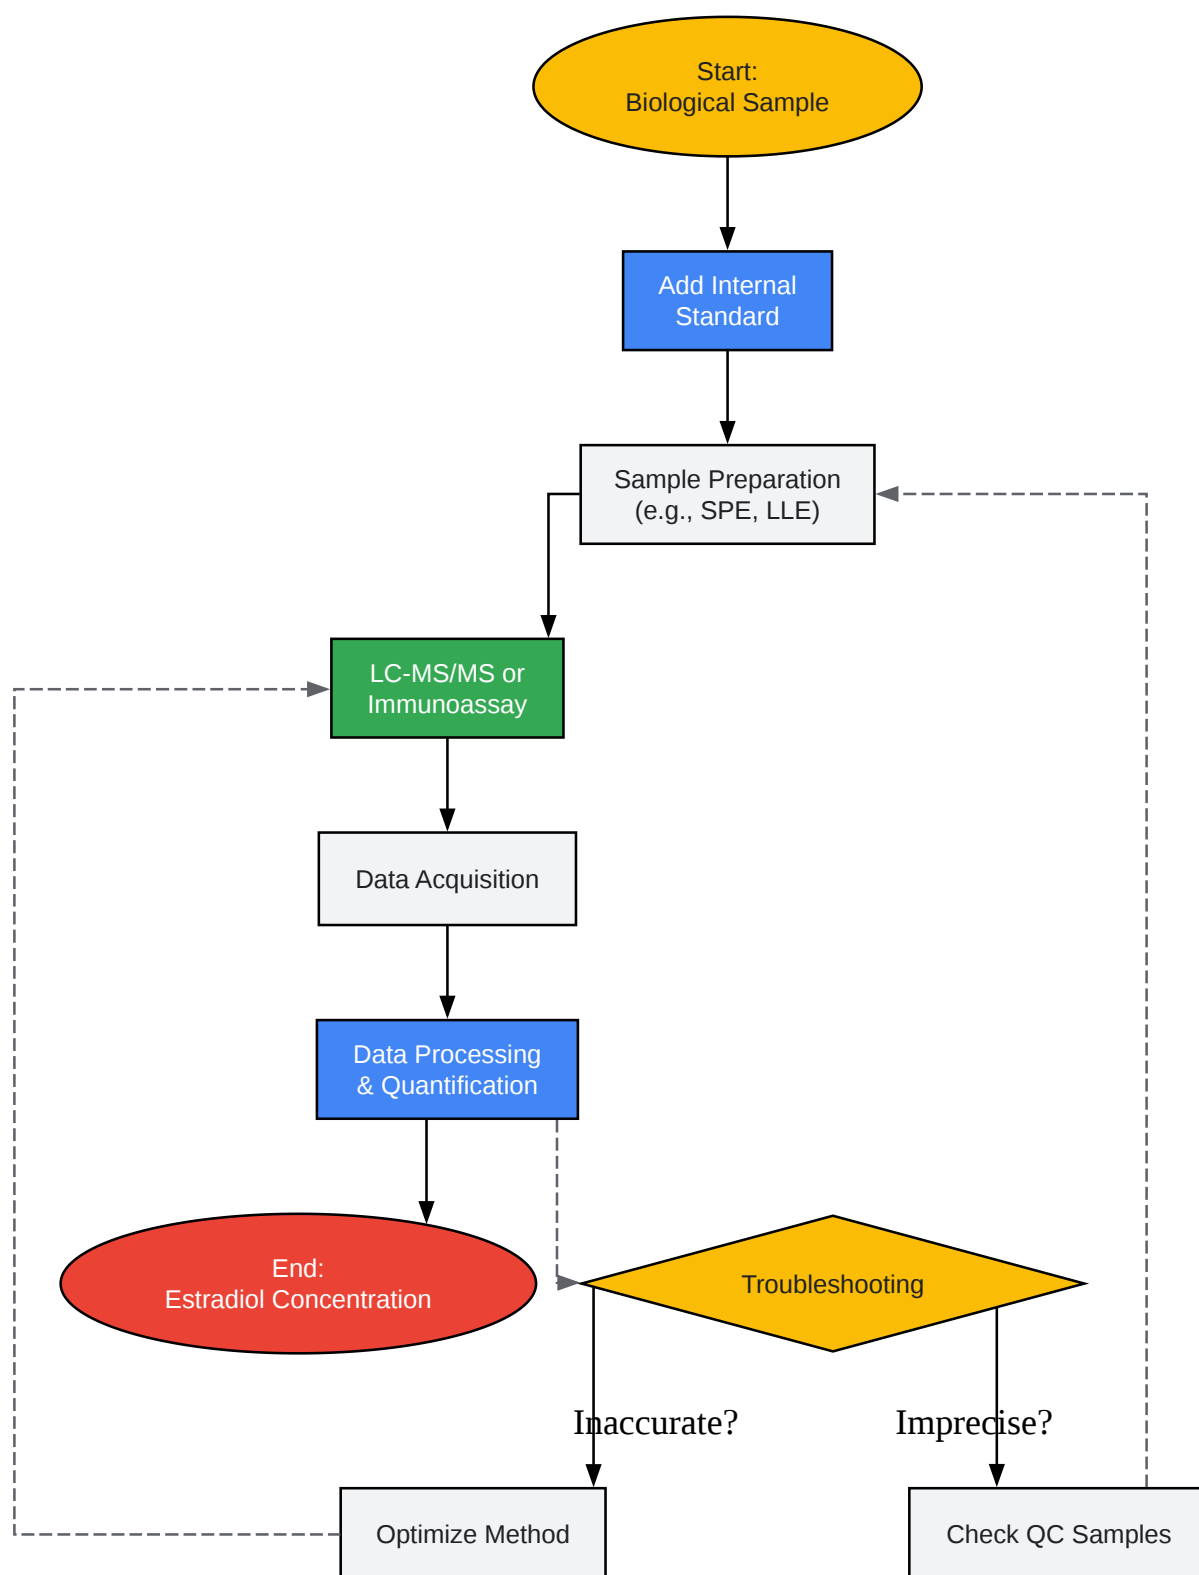 Start:
Biological Sample
Add Internal
Standard
Sample Preparation
(e.g., SPE, LLE)
LC-MS/MS or
Immunoassay
Data Acquisition
Data Processing
& Quantification
End:
Estradiol Concentration
Troubleshooting
Inaccurate?
Imprecise?
Optimize Method
Check QC Samples